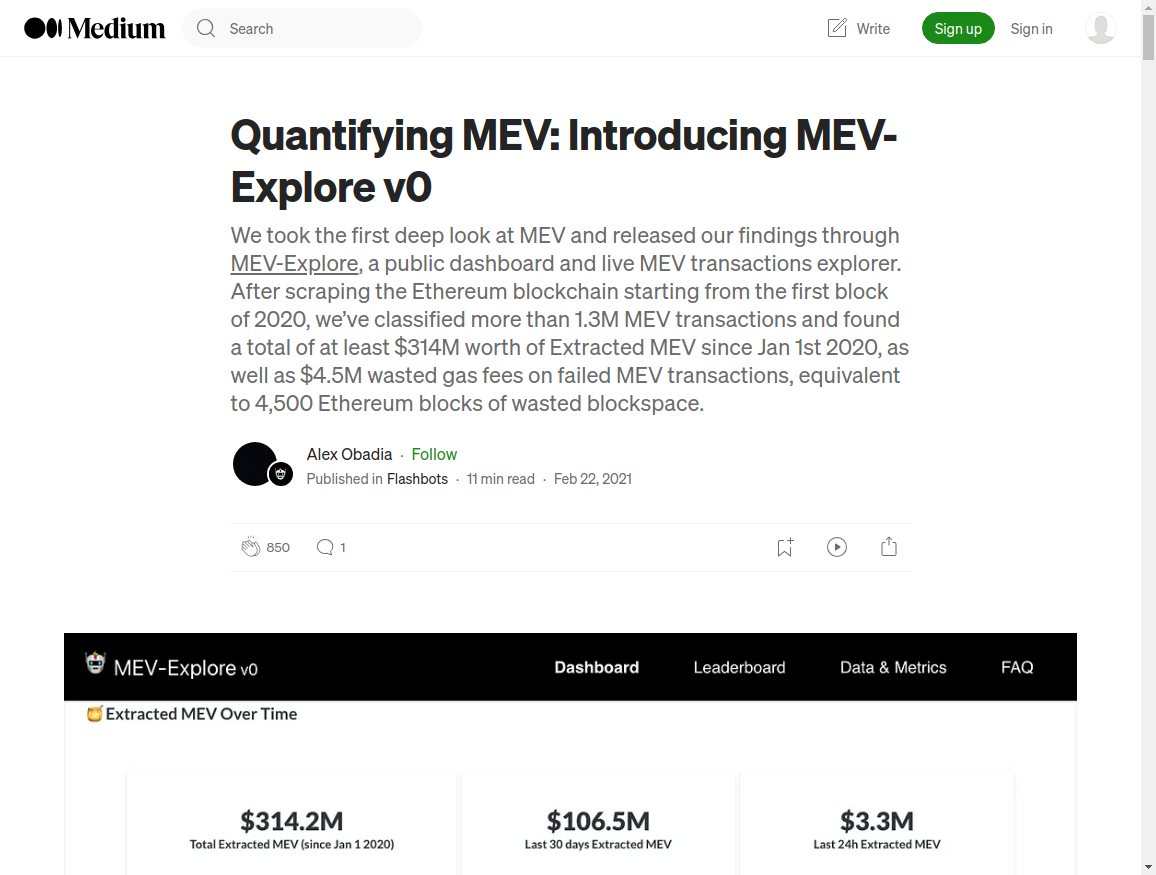 Medium
Search
Write
Sign up
Sign in
Quantifying MEV: Introducing MEV-
Explore v0
We took the first deep look at MEV and released our findings through
MEV-Explore, a public dashboard and live MEV transactions explorer.
After scraping the Ethereum blockchain starting from the first block
of 2020, we’ve classified more than 1.3M MEV transactions and found
a total of at least $314M worth of Extracted MEV since Jan 1st 2020, as
well as $4.5M wasted gas fees on failed MEV transactions, equivalent
to 4,500 Ethereum blocks of wasted blockspace.
Alex Obadia · Follow
Published in Flashbots · 11 min read · Feb 22, 2021
850
1
MEV-Explore v0
Dashboard
Leaderboard
Data & Metrics
FAQ
Extracted MEV Over Time
$314.2M
Total Extracted MEV (since Jan 1 2020)
$106.5M
Last 30 days Extracted MEV
$3.3M
Last 24h Extracted MEV